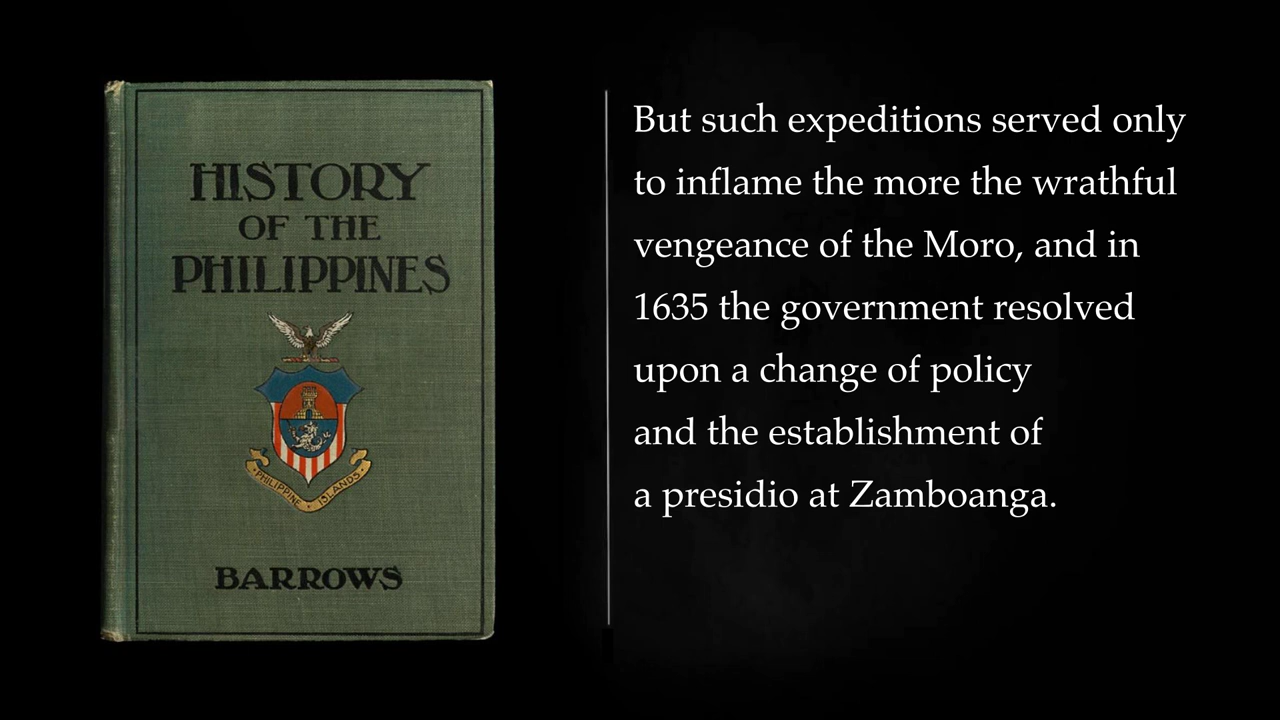 HISTORY
OF THE
PHILIPPINES
PHILIPPINE ISLANDS
BARROWS
But such expeditions served only
to inflame the more the wrathful
vengeance of the Moro, and in
1635 the government resolved
upon a change of policy
and the establishment of
a presidio at Zamboanga.